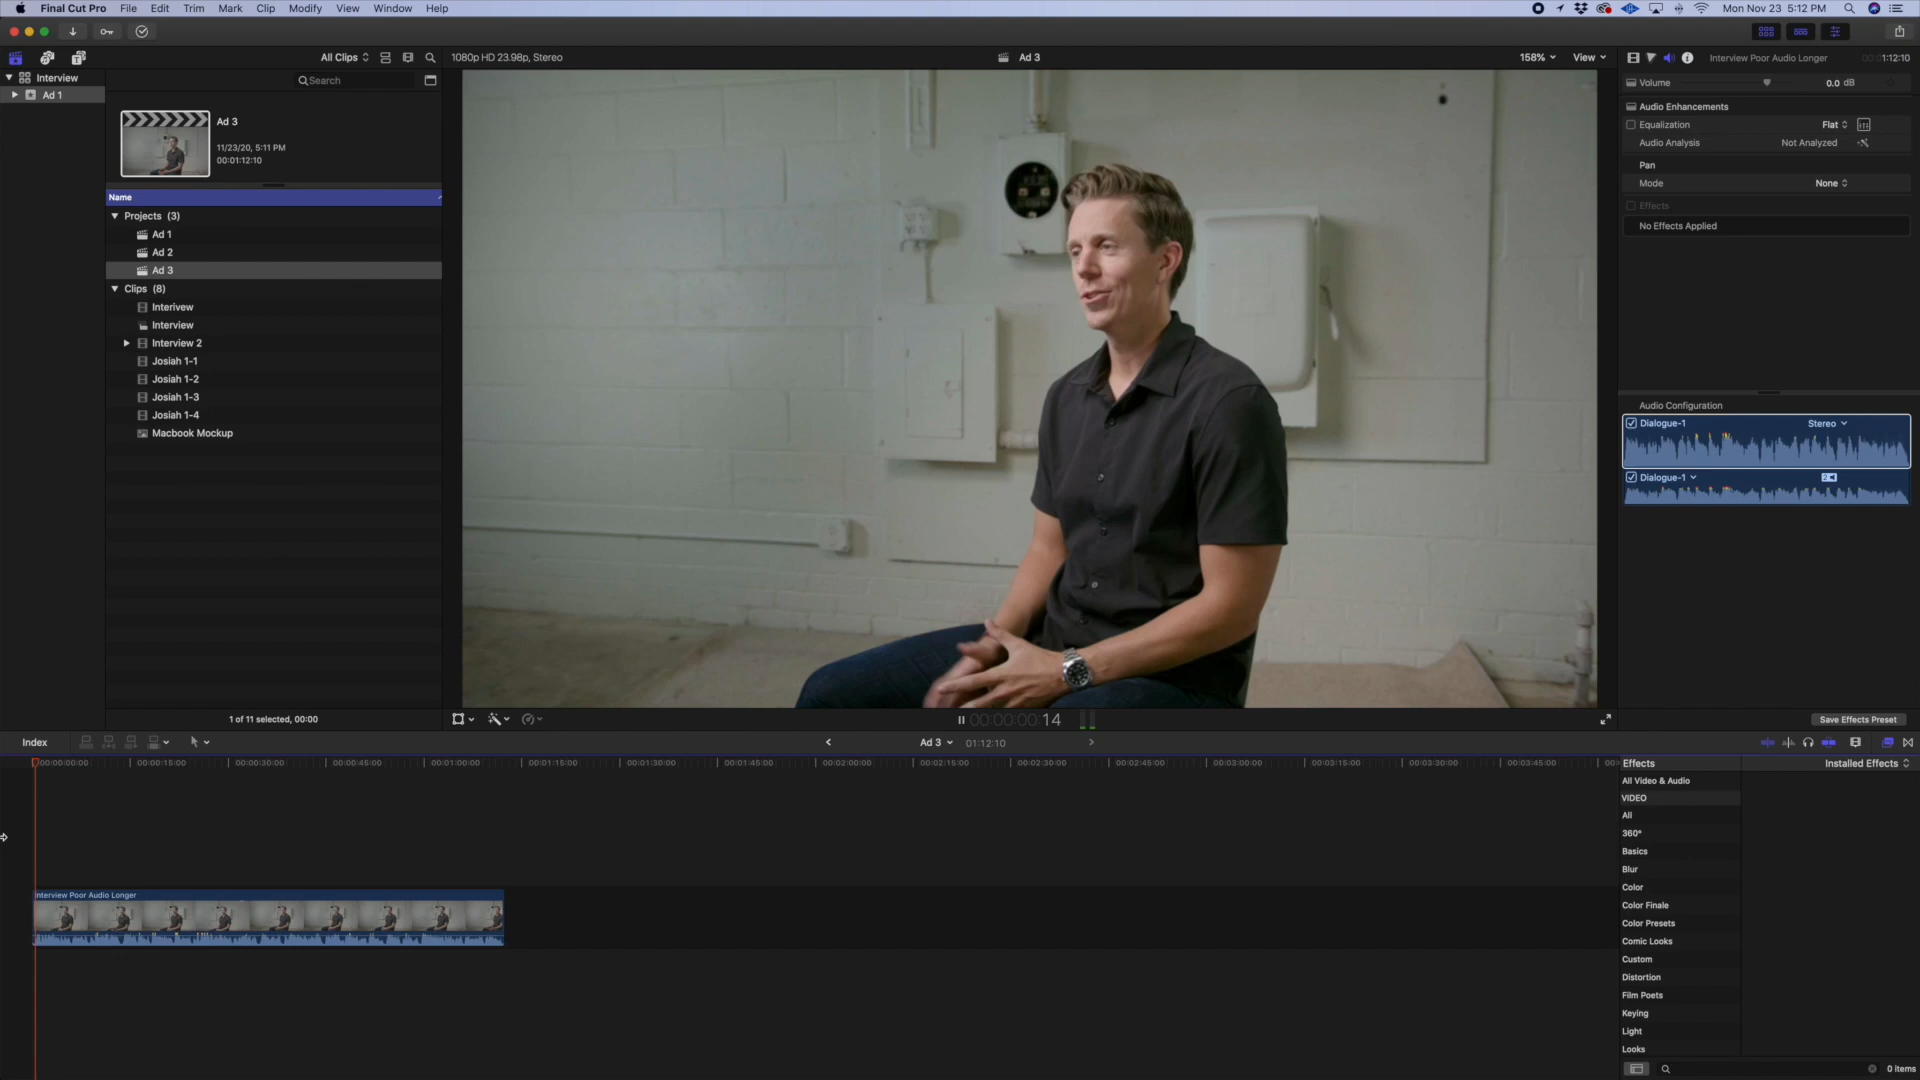 Final Cut Pro File Edit Trim Mark Clip Modify View Window Help Mon Nov 23 5:12 PM
All Clips 1080p HD 23.98p, Stereo Ad 3 158% View Interview Poor Audio Longer 1:12:10
Interview
Ad 1
Search
Ad 3
11/23/20, 5:11 PM
00:01:12:10
Name
Projects (3)
Ad 1
Ad 2
Ad 3
Clips (8)
Interivew
Interview
Interview 2
Josiah 1-1
Josiah 1-2
Josiah 1-3
Josiah 1-4
Macbook Mockup
1 of 11 selected, 00:00
00:00:00:00:14
Volume 0.0 dB
Audio Enhancements
Equalization Flat
Audio Analysis Not Analyzed
Pan
Mode None
Effects
No Effects Applied
Audio Configuration
Dialogue-1 Stereo
Dialogue-1 2
Save Effects Preset
Index Ad 3 01:12:10
00:00:00:00 00:00:15:00 00:00:30:00 00:00:45:00 00:01:00:00 00:01:15:00 00:01:30:00 00:01:45:00 00:02:00:00 00:02:15:00 00:02:30:00 00:02:45:00 00:03:00:00 00:03:15:00 00:03:30:00 00:03:45:00
Interview Poor Audio Longer
Effects Installed Effects
All Video & Audio
VIDEO
All
360°
Basics
Blur
Color
Color Finale
Color Presets
Comic Looks
Custom
Distortion
Film Poets
Keying
Light
Looks
0 items